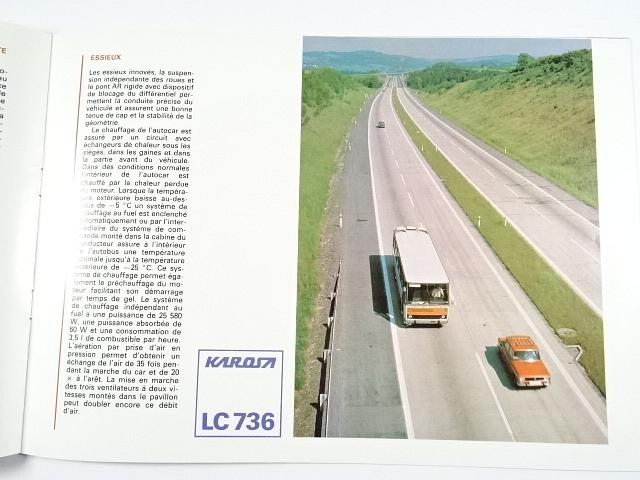 ESSIEUX
Les essieux innovés, la suspen-
sion indépendante des roues et
le pont AR rigide avec dispositif
de blocage du différentiel per-
mettent la conduite précise du
véhicule et assurent une bonne
tenue de cap et la stabilité de la
géométrie.
Le chauffage de l'autocar est
assuré par un circuit avec
échangeurs de chaleur sous les
sièges, dans les gaines et dans
la partie avant du véhicule.
Dans des conditions normales
l'intérieur de l'autocar est
chauffé par la chaleur perdue
du moteur. Lorsque la tempéra-
ture extérieure baisse au-des-
sus de —5 °C un système de
chauffage au fuel est enclenché
automatiquement ou par l'inter-
médiaire du système de com-
mande monté dans la cabine du
conducteur assure à l'intérieur
de l'autobus une températur
optimale jusqu'à la température
extérieure de —25 °C. Ce sys-
tème de chauffage permet éga-
lement le préchauffage du mo-
teur facilitant son démarrage
par temps de gel. Le système
de chauffage indépendant au
fuel a une puissance de 25 580
W, une puissance absorbée de
50 W et une consommation de
3,5 l de combustible par heure.
L'aération par prise d'air en
pression permet d'obtenir un
échange de l'air de 35 fois pen-
dant la marche du car et de 20
x à l'arêt. La mise en marche
des trois ventilateurs à deux vi-
tesses montés dans le pavillon
peut doubler encore ce débit
d'air.
KAROSA
LC 736